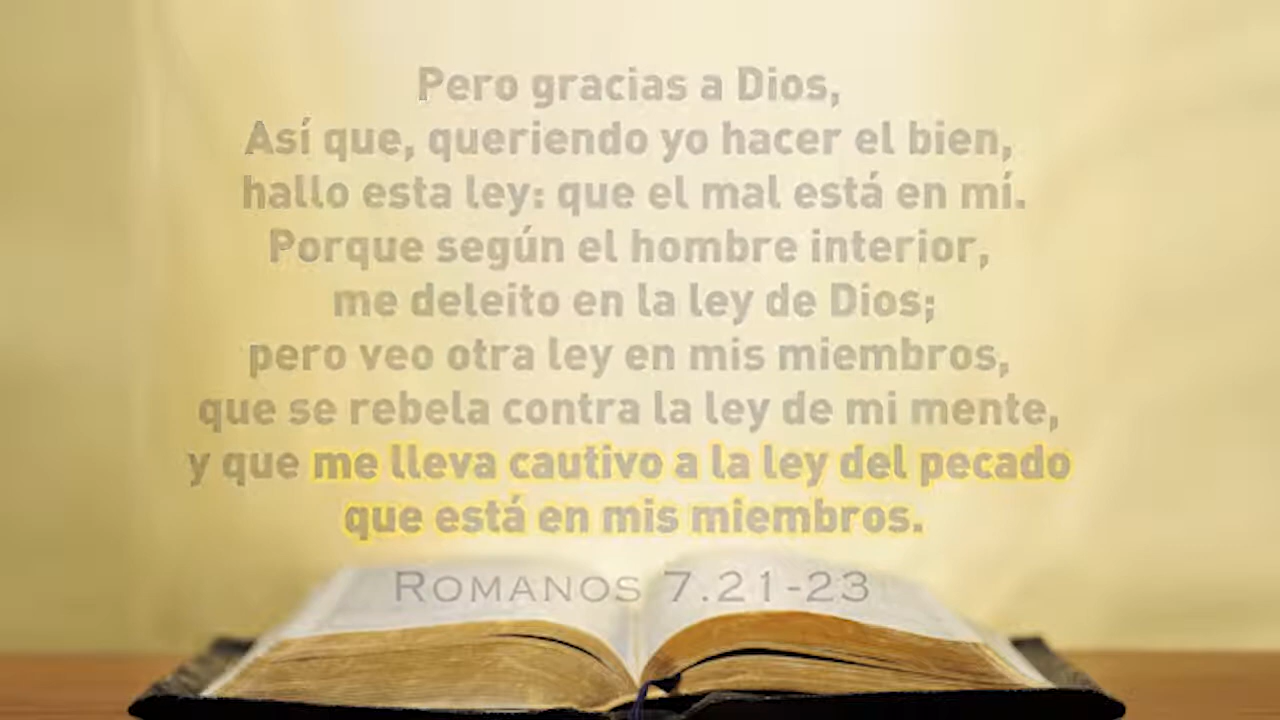 Pero gracias a Dios,
Así que, queriendo yo hacer el bien,
hallo esta ley: que el mal está en mí.
Porque según el hombre interior,
me deleito en la ley de Dios;
pero veo otra ley en mis miembros,
que se rebela contra la ley de mi mente,
y que me lleva cautivo a la ley del pecado
que está en mis miembros.
Romanos 7.21-23